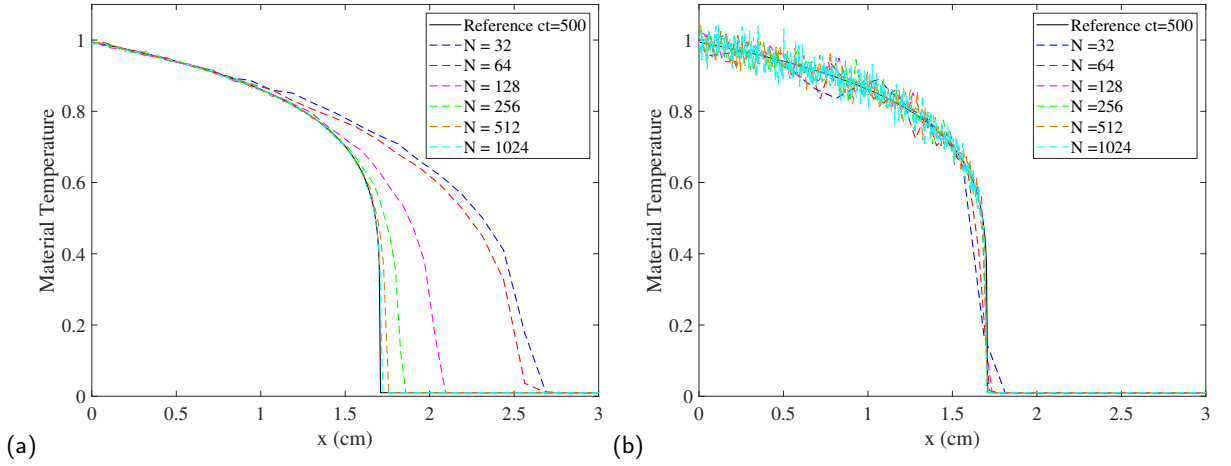 1
0.8
0.6
0.4
0.2
0
Material Temperature
0
0.5
1
1.5
2
2.5
3
x (cm)
(a)
Reference ct=500
N = 32
N = 64
N = 128
N = 256
N = 512
N = 1024
1
0.8
0.6
0.4
0.2
0
Material Temperature
0
0.5
1
1.5
2
2.5
3
x (cm)
(b)
Reference ct=500
N =32
N =64
N =128
N =256
N =512
N =1024